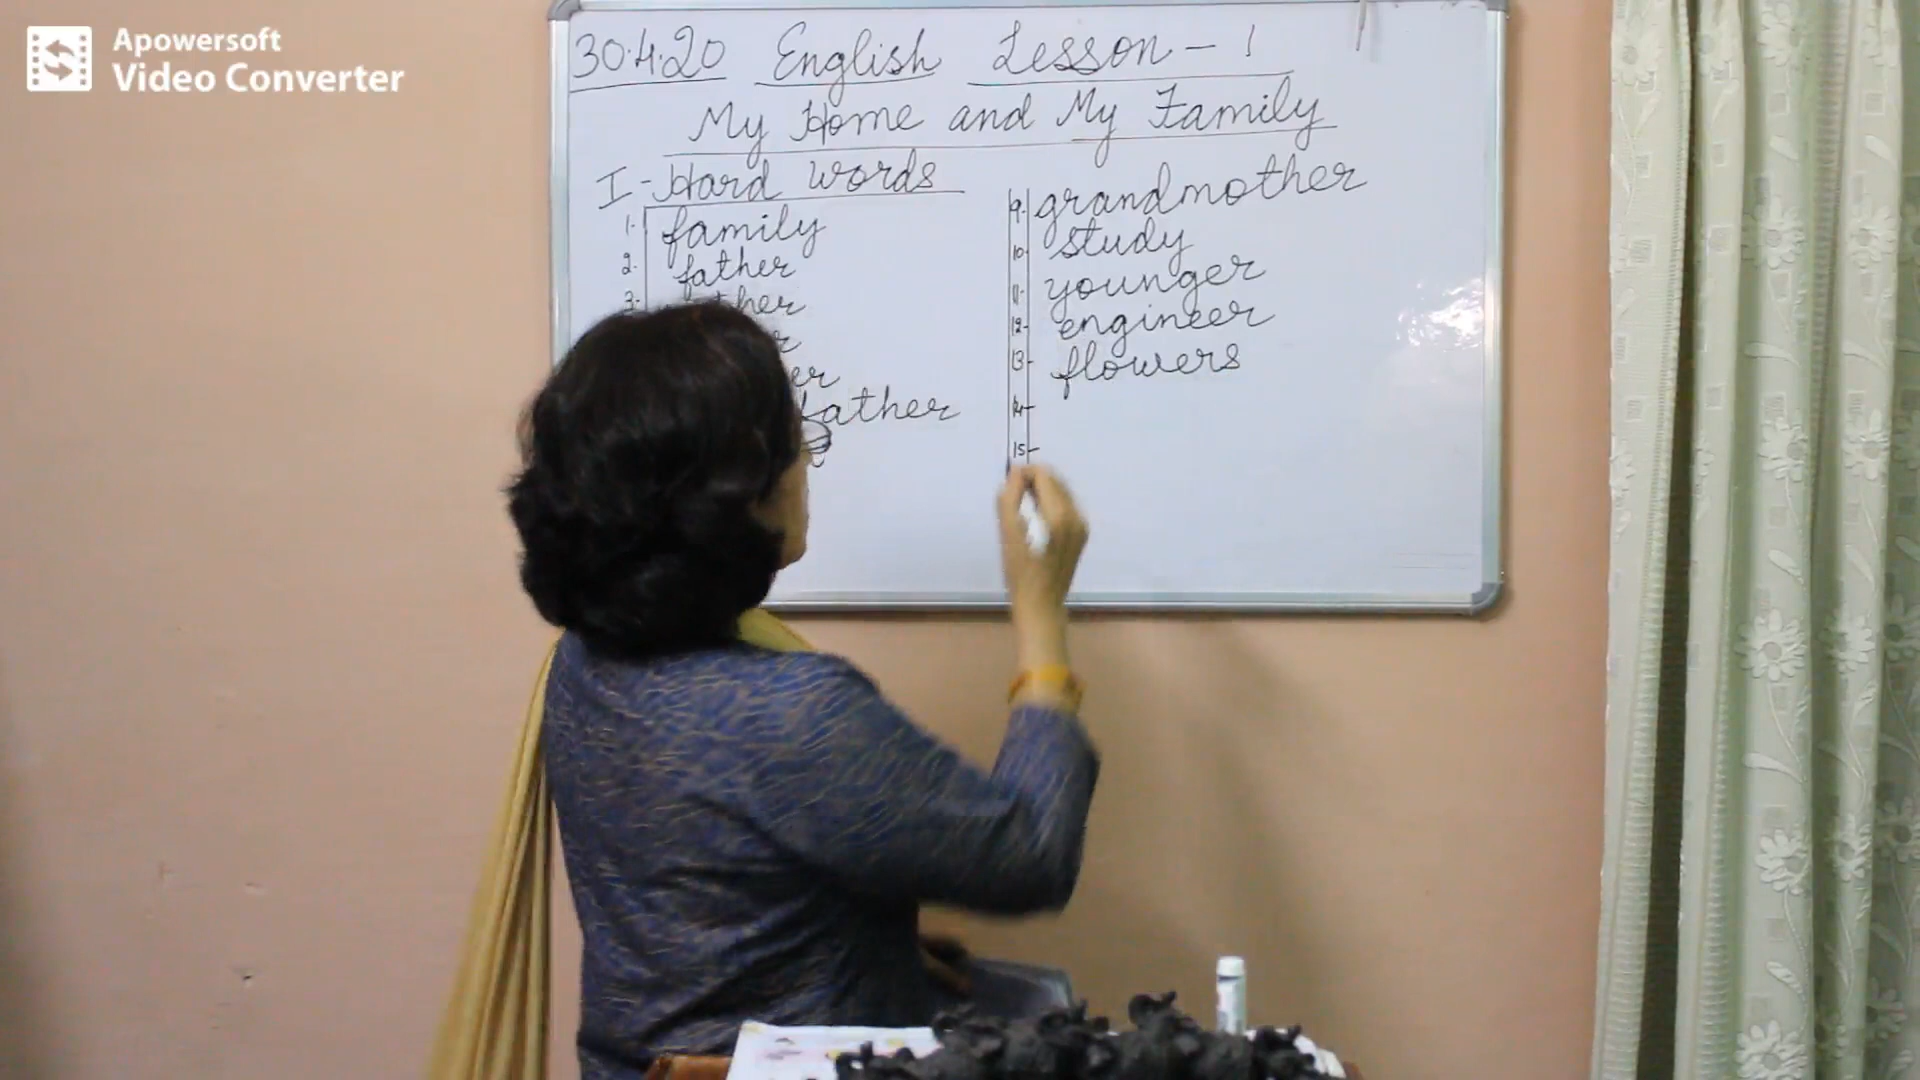 Apowersoft
Video Converter
30.4.20 English Lesson - 1
My Home and My Family
I - Hard words
1. family
2. father
3.
father
9. grandmother
10. study
11. younger
12. engineer
13. flowers
14
15